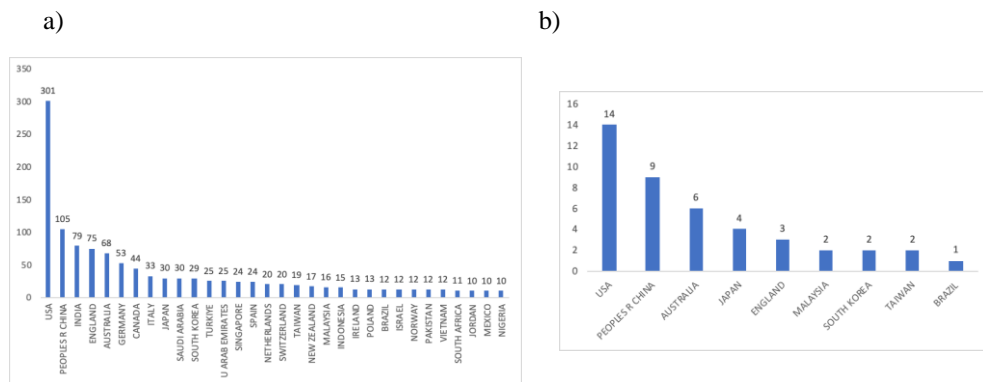 a)
b)
350
300
250
200
150
100
50
0
301
105
79
75
68
53
44
33
30
30
29
25
25
24
24
20
20
19
17
16
15
13
13
12
12
12
12
12
11
10
10
10
USA
PEOPLES R CHINA
INDIA
ENGLAND
AUSTRALIA
GERMANY
CANADA
ITALY
JAPAN
SAUDI ARABIA
SOUTH KOREA
TURKIYE
U ARAB EMIRATES
SINGAPORE
SPAIN
NETHERLANDS
SWITZERLAND
TAIWAN
NEW ZEALAND
MALAYSIA
INDONESIA
IRELAND
POLAND
BRAZIL
ISRAEL
NORWAY
PAKISTAN
VIETNAM
SOUTH AFRICA
JORDAN
MEXICO
NIGERIA
16
14
12
10
8
6
4
2
0
14
9
6
4
3
2
2
2
1
USA
PEOPLES R CHINA
AUSTRALIA
JAPAN
ENGLAND
MALAYSIA
SOUTH KOREA
TAIWAN
BRAZIL